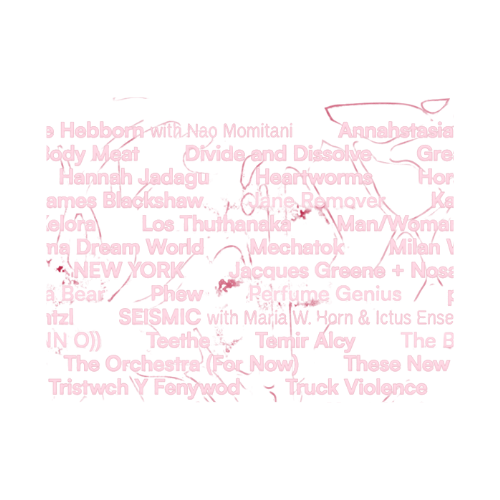 e Hebborn with Nao Momitani Annahstasia
Body Meat Divide and Dissolve Gre
Hannah Jadagu Heartworms Hor
ames Blackshaw Jane Remover Ka
Kelora Los Thuthanaka Man/Woman
ma Dream World Mechatok Milan W
NEW YORK Jacques Greene + Nosa
a Bear Phew Perfume Genius
atzl SEISMIC with Maria W. Horn & Ictus Ense
N O)) Teethe Temir Alcy The B
The Orchestra (For Now) These New
Tristwch Y Fenywod Truck Violence